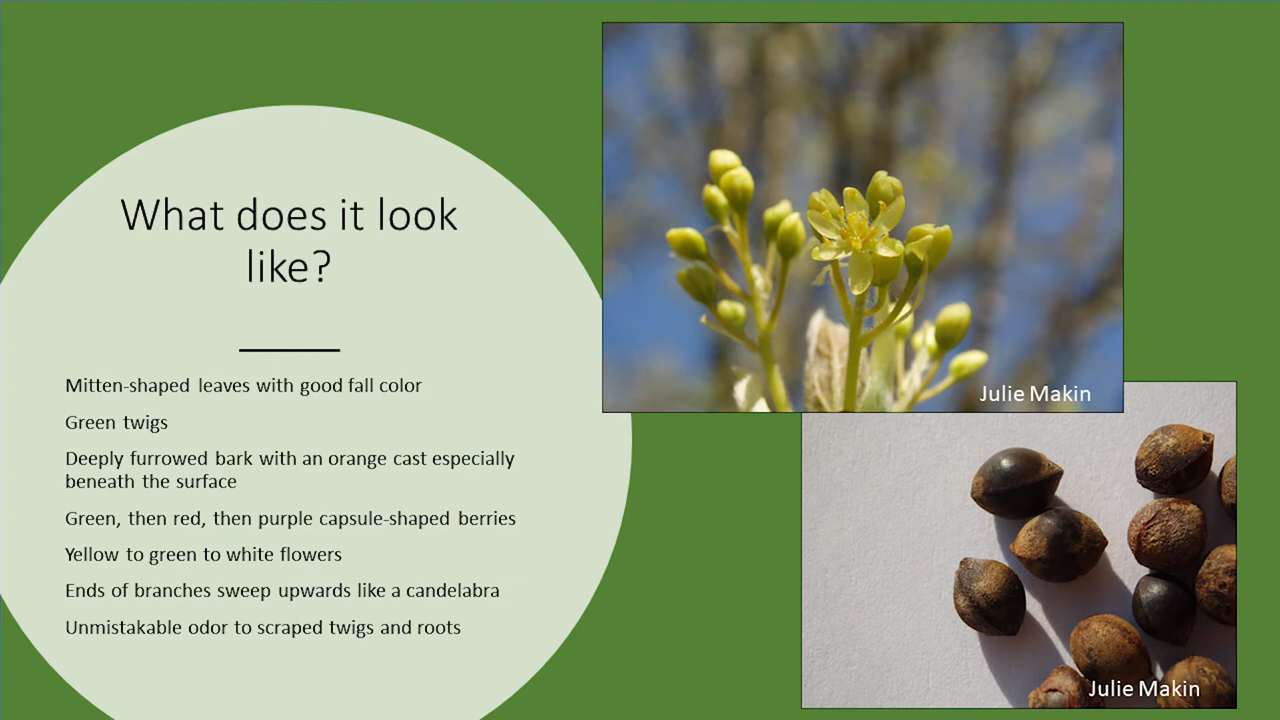 What does it look
like?
Mitten-shaped leaves with good fall color
Green twigs
Deeply furrowed bark with an orange cast especially
beneath the surface
Green, then red, then purple capsule-shaped berries
Yellow to green to white flowers
Ends of branches sweep upwards like a candelabra
Unmistakable odor to scraped twigs and roots
Julie Makin
Julie Makin